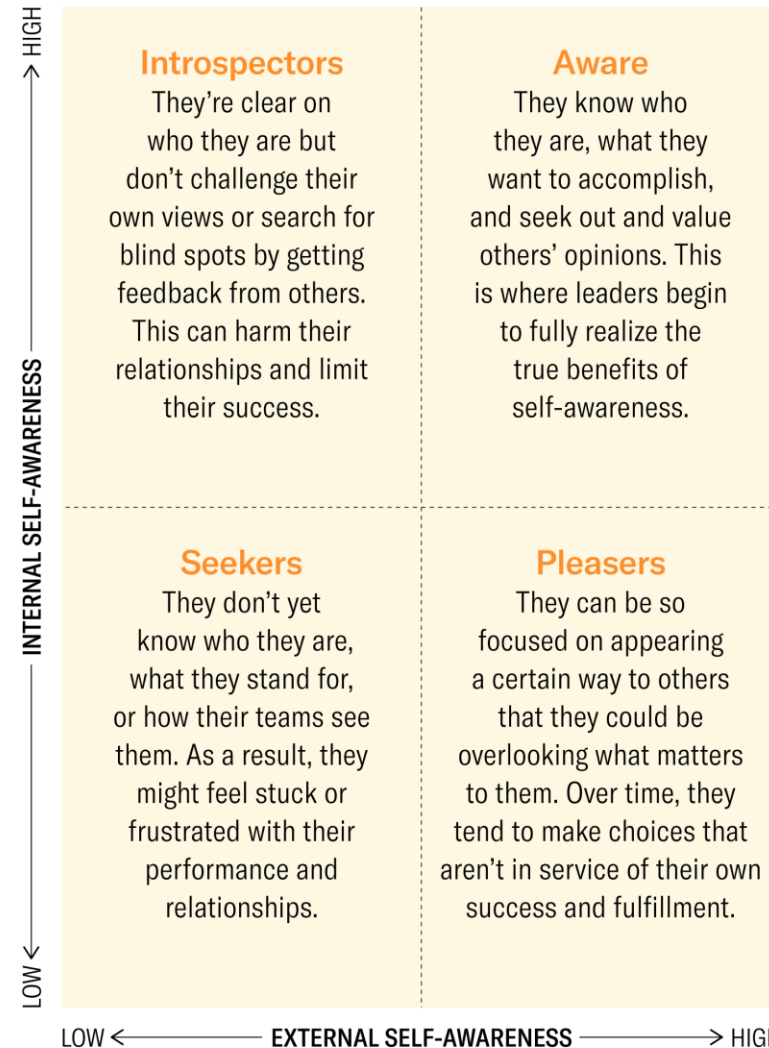 HIGH
INTERNAL SELF-AWARENESS
LOW
Introspectors
They’re clear on
who they are but
don’t challenge their
own views or search for
blind spots by getting
feedback from others.
This can harm their
relationships and limit
their success.
Aware
They know who
they are, what they
want to accomplish,
and seek out and value
others’ opinions. This
is where leaders begin
to fully realize the
true benefits of
self-awareness.
Seekers
They don’t yet
know who they are,
what they stand for,
or how their teams see
them. As a result, they
might feel stuck or
frustrated with their
performance and
relationships.
Pleasers
They can be so
focused on appearing
a certain way to others
that they could be
overlooking what matters
to them. Over time, they
tend to make choices that
aren’t in service of their own
success and fulfillment.
LOW EXTERNAL SELF-AWARENESS HIGH